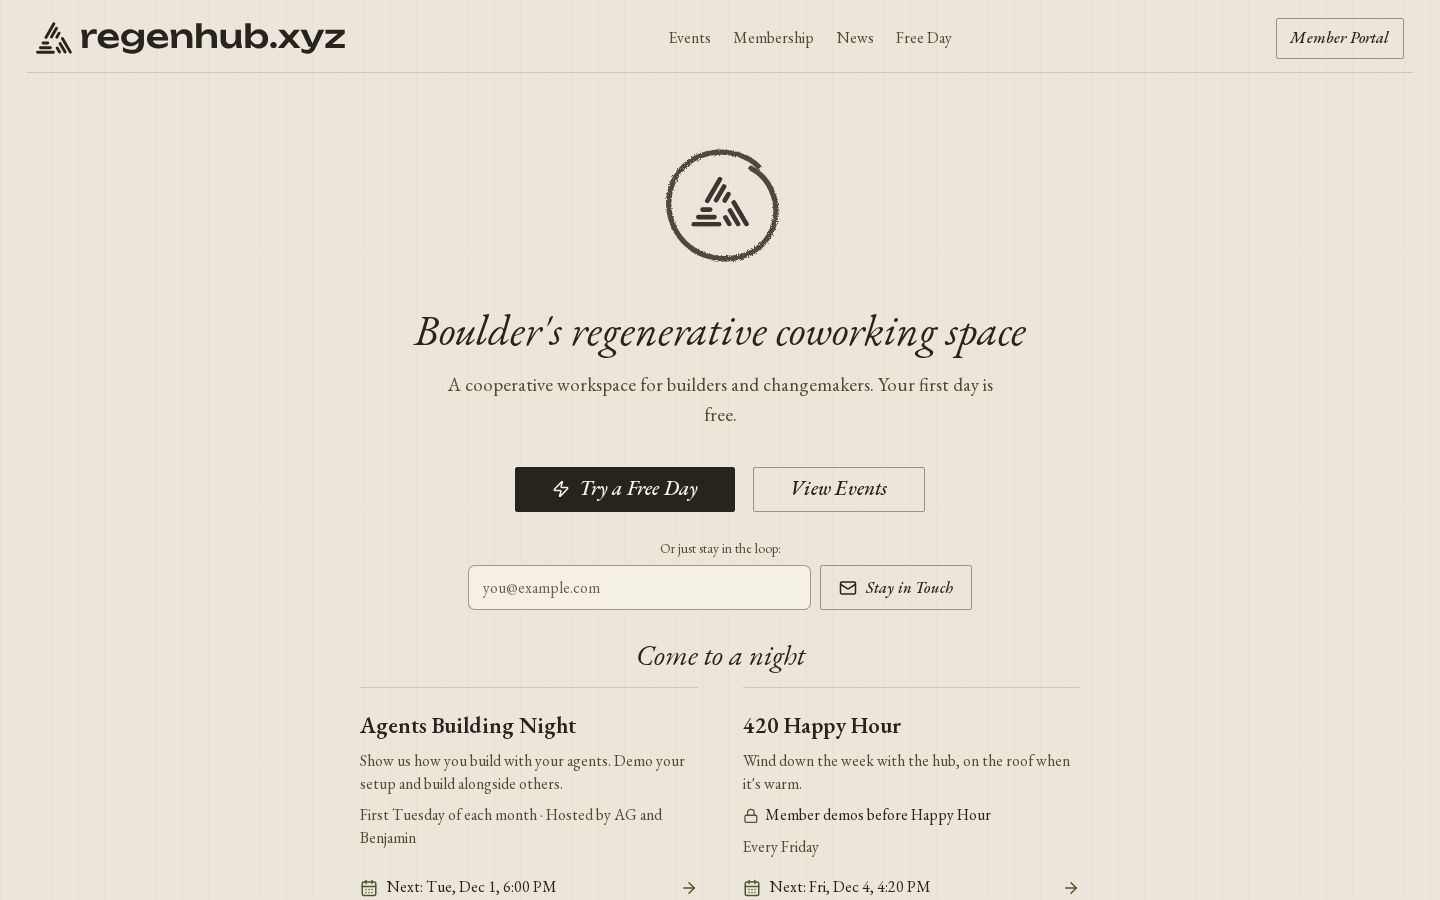 regenhub.xyz
Events
Membership
News
Free Day
Member Portal
Boulder's regenerative coworking space
A cooperative workspace for builders and changemakers. Your first day is
free.
Try a Free Day
View Events
Or just stay in the loop:
you@example.com
Stay in Touch
Come to a night
Agents Building Night
Show us how you build with your agents. Demo your
setup and build alongside others.
First Tuesday of each month · Hosted by AG and
Benjamin
Next: Tue, Dec 1, 6:00 PM
420 Happy Hour
Wind down the week with the hub, on the roof when
it's warm.
Member demos before Happy Hour
Every Friday
Next: Fri, Dec 4, 4:20 PM